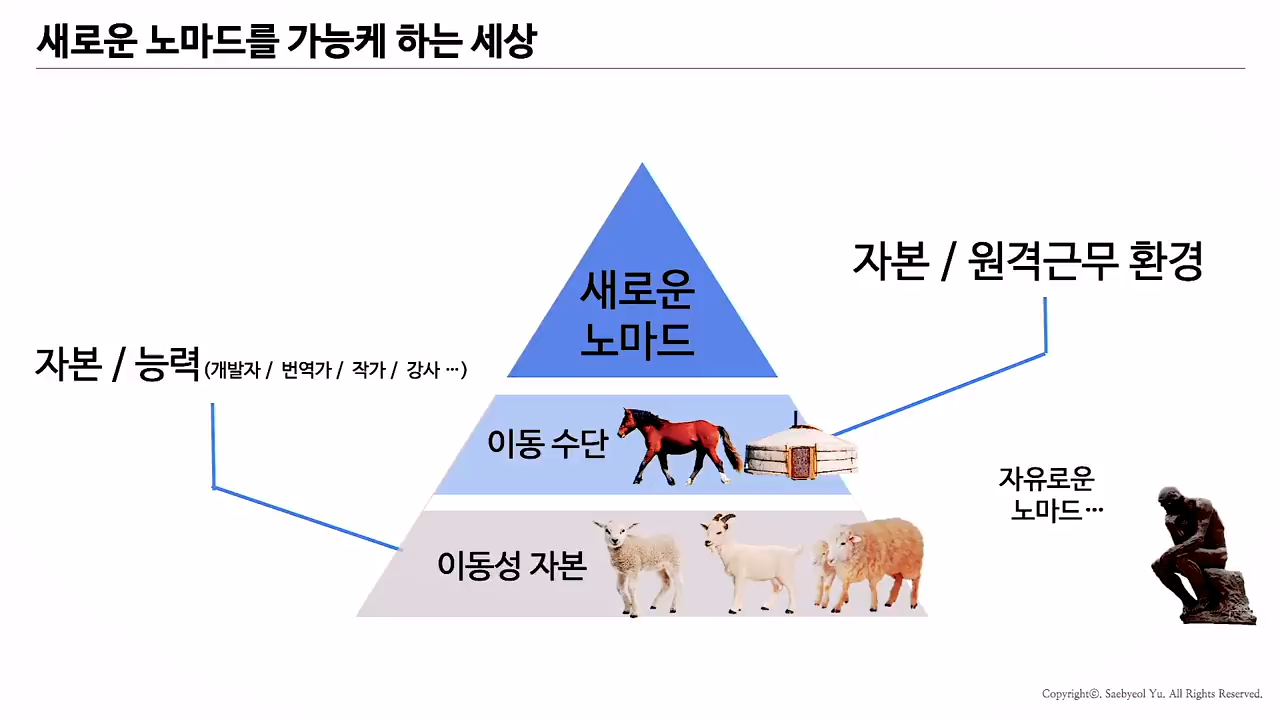 새로운 노마드를 가능케 하는 세상
새로운
노마드
자본 / 원격근무 환경
자본 / 능력(개발자 / 번역가 / 작가 / 강사 …)
이동 수단
자유로운
노마드…
이동성 자본
Copyrightⓒ. Saebyeol Yu. All Rights Reserved.